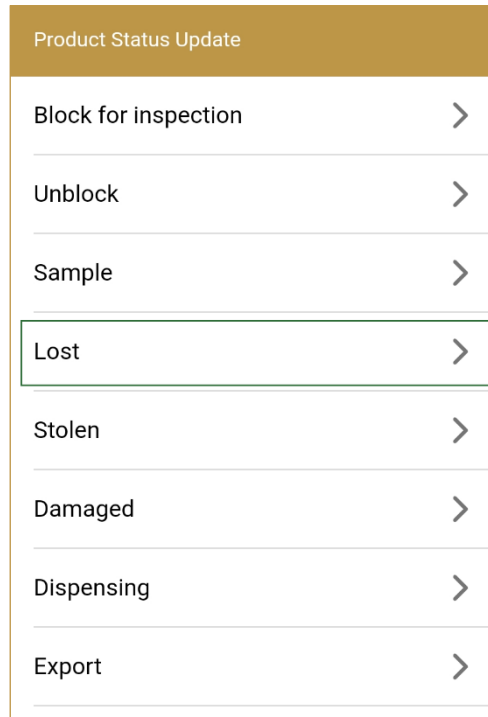 Product Status Update
Block for inspection
Unblock
Sample
Lost
Stolen
Damaged
Dispensing
Export